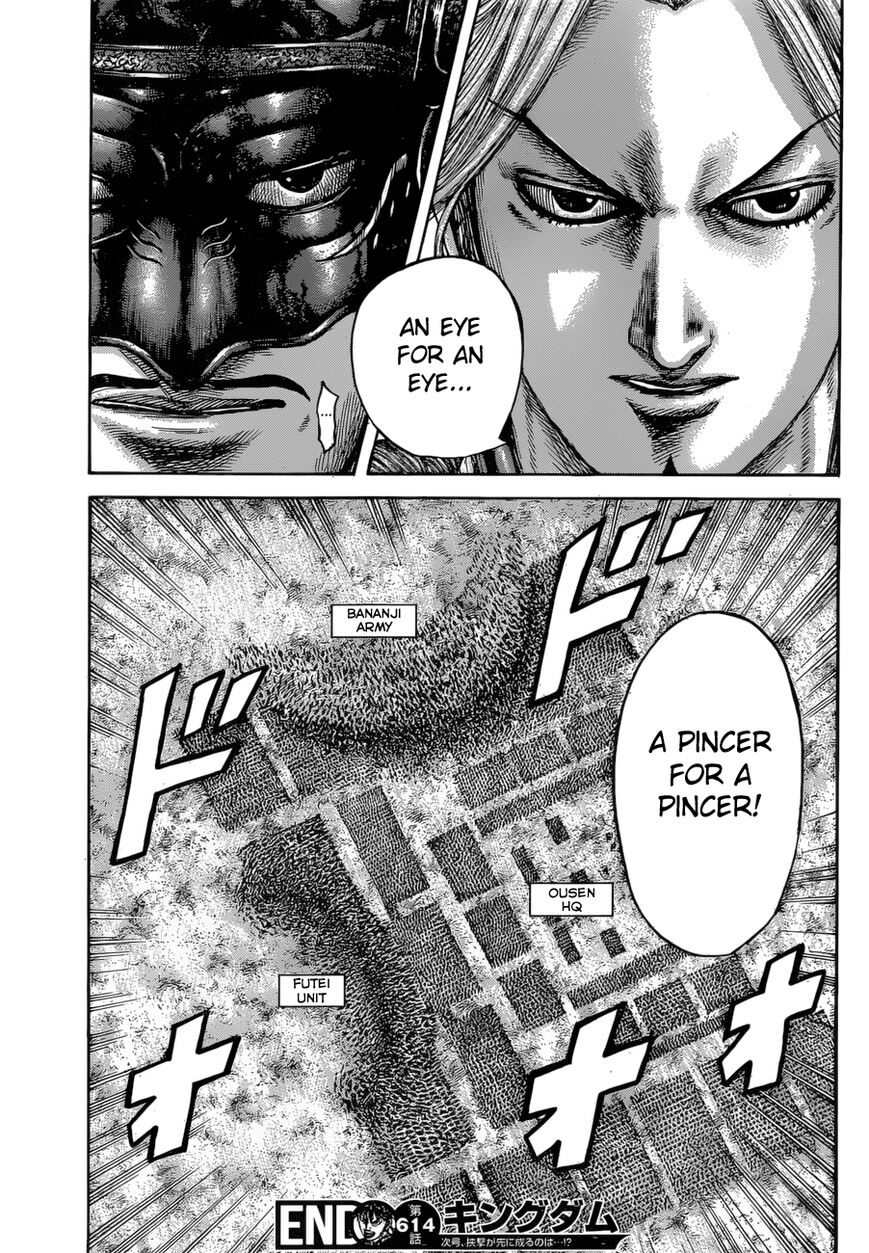 AN EYE
FOR AN
EYE...
...
ドドド
BANANJI
ARMY
A PINCER
FOR A
PINCER!
OUSEN
HQ
FUTEI
UNIT
オオオ
END
第614話
キングダム
次号、挟撃が先に成るのは…!?